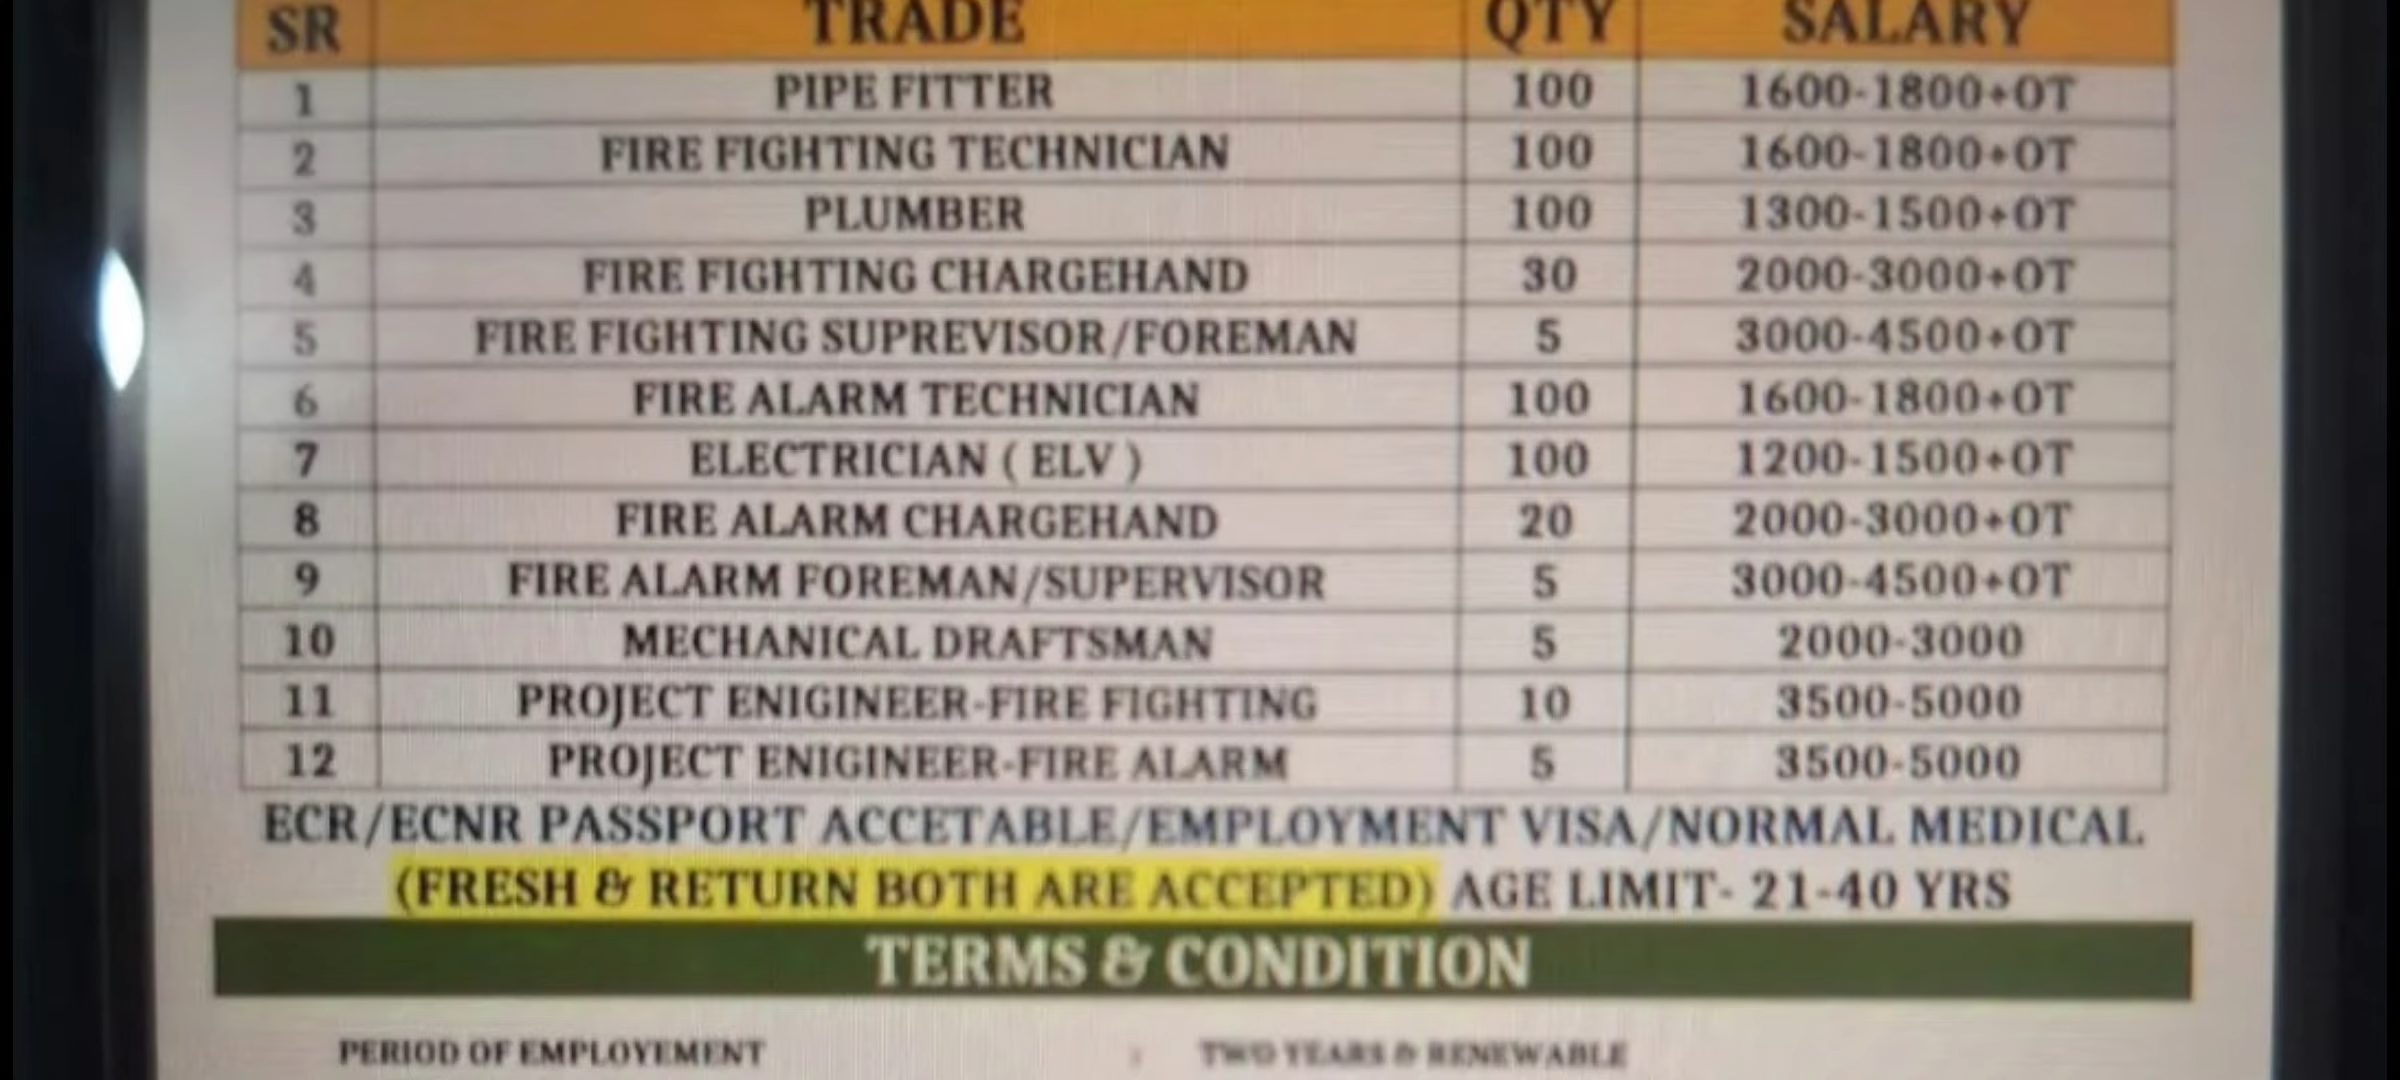 SR TRADE QTY SALARY
1 PIPE FITTER 100 1600-1800+OT
2 FIRE FIGHTING TECHNICIAN 100 1600-1800+OT
3 PLUMBER 100 1300-1500+OT
4 FIRE FIGHTING CHARGEHAND 30 2000-3000+OT
5 FIRE FIGHTING SUPREVISOR/FOREMAN 5 3000-4500+OT
6 FIRE ALARM TECHNICIAN 100 1600-1800+OT
7 ELECTRICIAN ( ELV ) 100 1200-1500+OT
8 FIRE ALARM CHARGEHAND 20 2000-3000+OT
9 FIRE ALARM FOREMAN/SUPERVISOR 5 3000-4500+OT
10 MECHANICAL DRAFTSMAN 5 2000-3000
11 PROJECT ENIGINEER-FIRE FIGHTING 10 3500-5000
12 PROJECT ENIGINEER-FIRE ALARM 5 3500-5000
ECR/ECNR PASSPORT ACCETABLE/EMPLOYMENT VISA/NORMAL MEDICAL
(FRESH & RETURN BOTH ARE ACCEPTED) AGE LIMIT- 21-40 YRS
TERMS & CONDITION
PERIOD OF EMPLOYEMENT : TWO YEARS & RENEWABLE